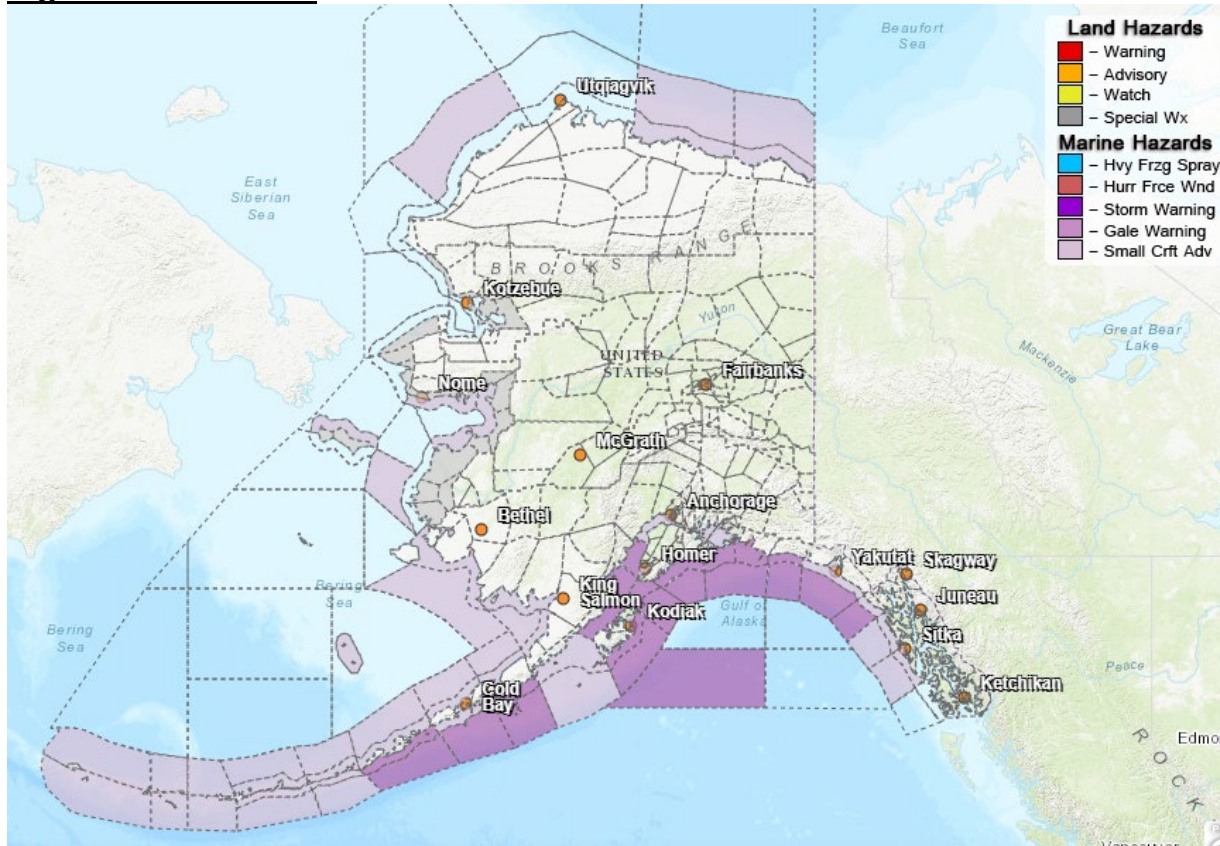 Land Hazards
– Warning
– Advisory
– Watch
– Special Wx
Marine Hazards
– Hvy Frzg Spray
– Hurr Frce Wnd
– Storm Warning
– Gale Warning
– Small Crft Adv
Beaufort
Sea
Utqiagvik
East
Siberian
Sea
BROOKS RANGE
Kotzebue
Yukon
Great Bear
Lake
Mackenzie
UNITED
STATES
Fairbanks
Nome
McGrath
Anchorage
Bethel
Homer
Yakutat
Skagway
Bering
Sea
King
Salmon
Kodiak
Gulf of
Alaska
Juneau
Bering
Sea
Sitka
Peace
Ketchikan
Cold
Bay
Edmo
ROCK